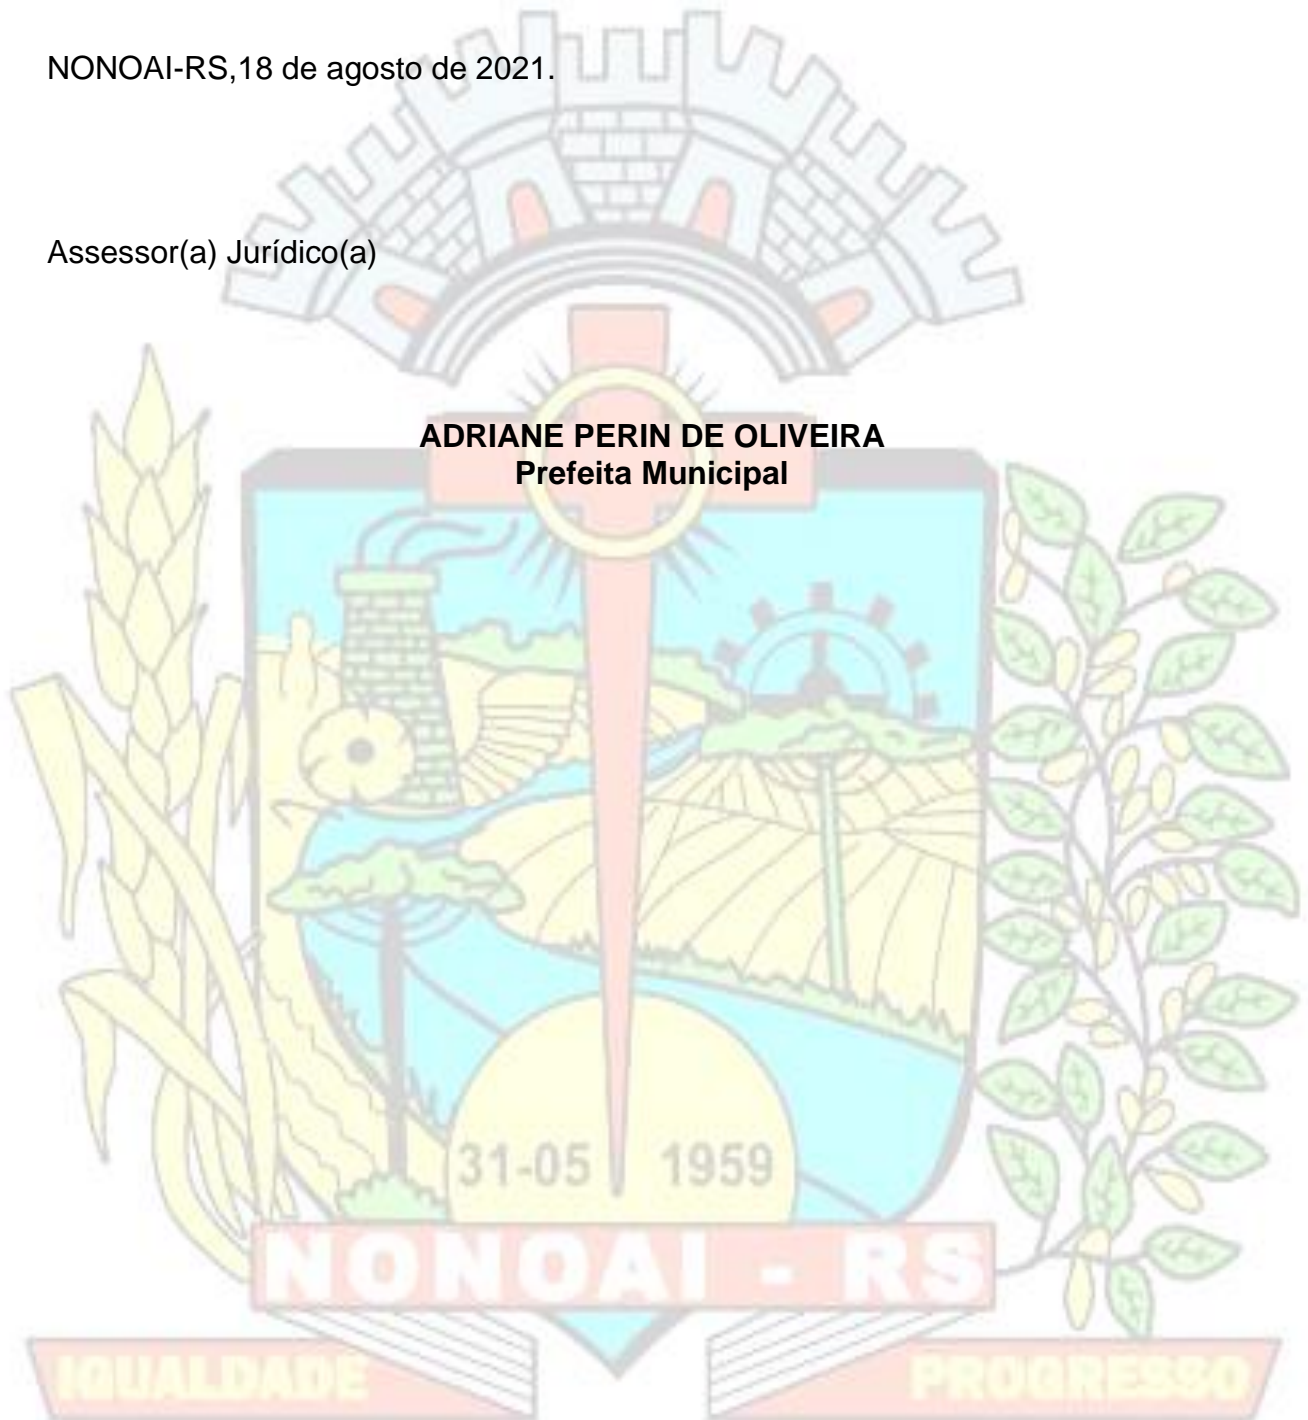 NONOAI-RS,18 de agosto de 2021.
Assessor(a) Jurídico(a)
ADRIANE PERIN DE OLIVEIRA
Prefeita Municipal
31-05 1959
NONOAI - RS
IGUALDADE PROGRESSO